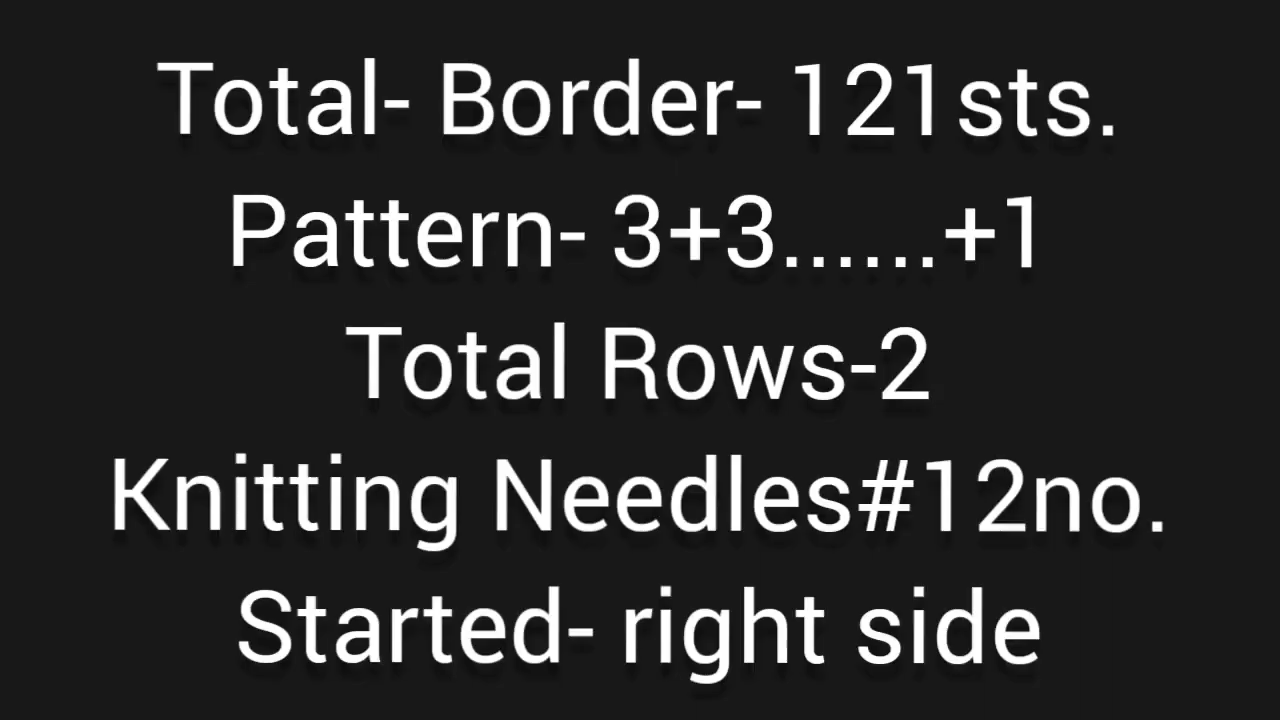 Total- Border- 121sts.
Pattern- 3+3......+1
Total Rows-2
Knitting Needles#12no.
Started- right side